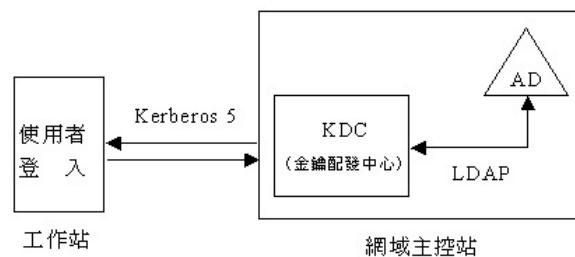 使用者
登 入
工作站
Kerberos 5
KDC
(金鑰配發中心)
AD
LDAP
網域主控站